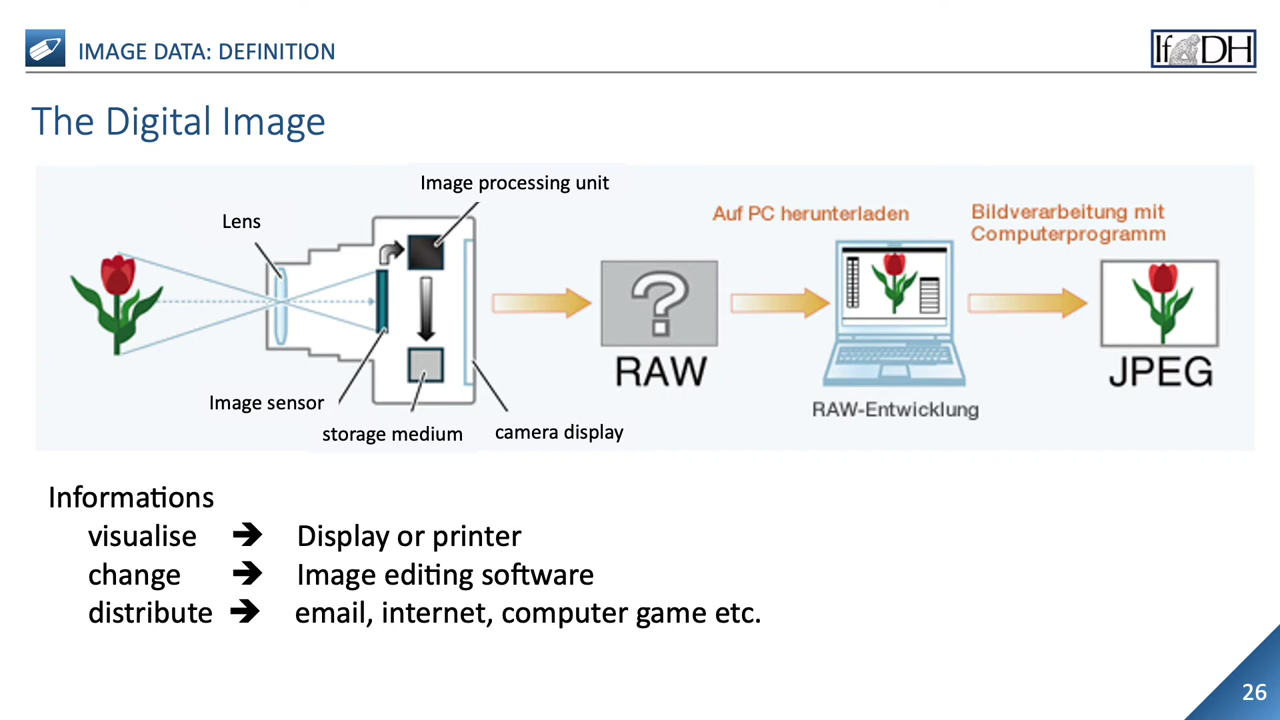 IMAGE DATA: DEFINITION
IfDH
The Digital Image
Image processing unit
Lens
Auf PC herunterladen
Bildverarbeitung mit
Computerprogramm
?
RAW
JPEG
Image sensor
RAW-Entwicklung
storage medium
camera display
Informations
visualise ➔ Display or printer
change ➔ Image editing software
distribute ➔ email, internet, computer game etc.
26